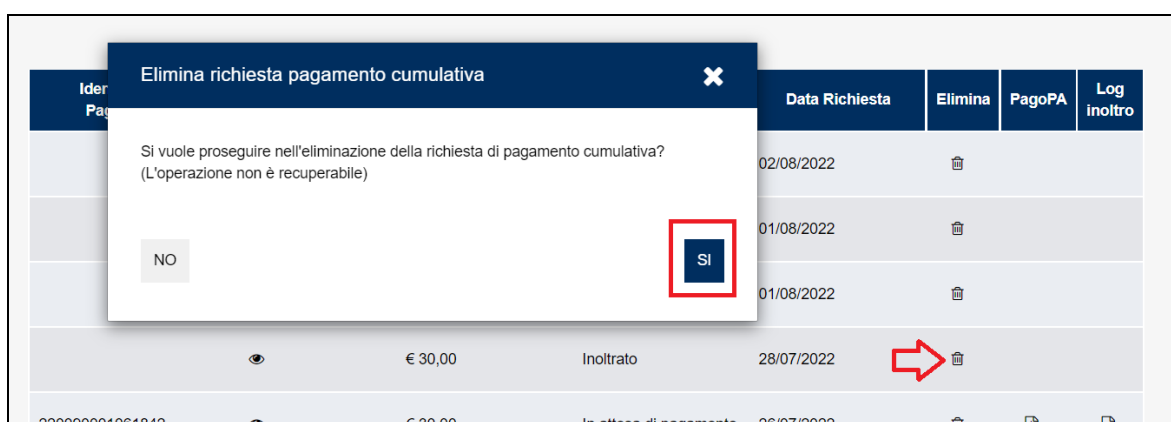 Elimina richiesta pagamento cumulativa
Si vuole proseguire nell'eliminazione della richiesta di pagamento cumulativa?
(L'operazione non è recuperabile)
NO
SI
Data Richiesta
Elimina
PagoPA
Log
inoltro
02/08/2022
01/08/2022
01/08/2022
€ 30,00
Inoltrato
28/07/2022